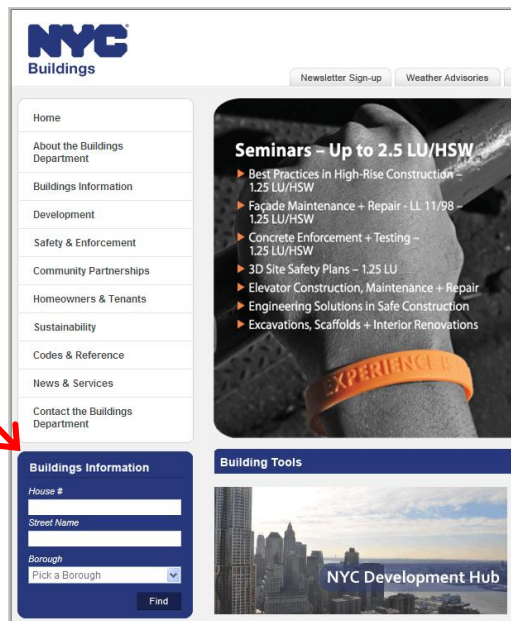 NYC
Buildings
Newsletter Sign-up
Weather Advisories
Home
About the Buildings
Department
Buildings Information
Development
Safety & Enforcement
Community Partnerships
Homeowners & Tenants
Sustainability
Codes & Reference
News & Services
Contact the Buildings
Department
Seminars – Up to 2.5 LU/HSW
Best Practices in High-Rise Construction –
1.25 LU/HSW
Façade Maintenance + Repair - LL 11/98 –
1.25 LU/HSW
Concrete Enforcement + Testing –
1.25 LU/HSW
3D Site Safety Plans – 1.25 LU
Elevator Construction, Maintenance + Repair
Engineering Solutions in Safe Construction
Excavations, Scaffolds + Interior Renovations
EXPERIENCE IS
Buildings Information
House #
Street Name
Borough
Pick a Borough
Find
Building Tools
NYC Development Hub